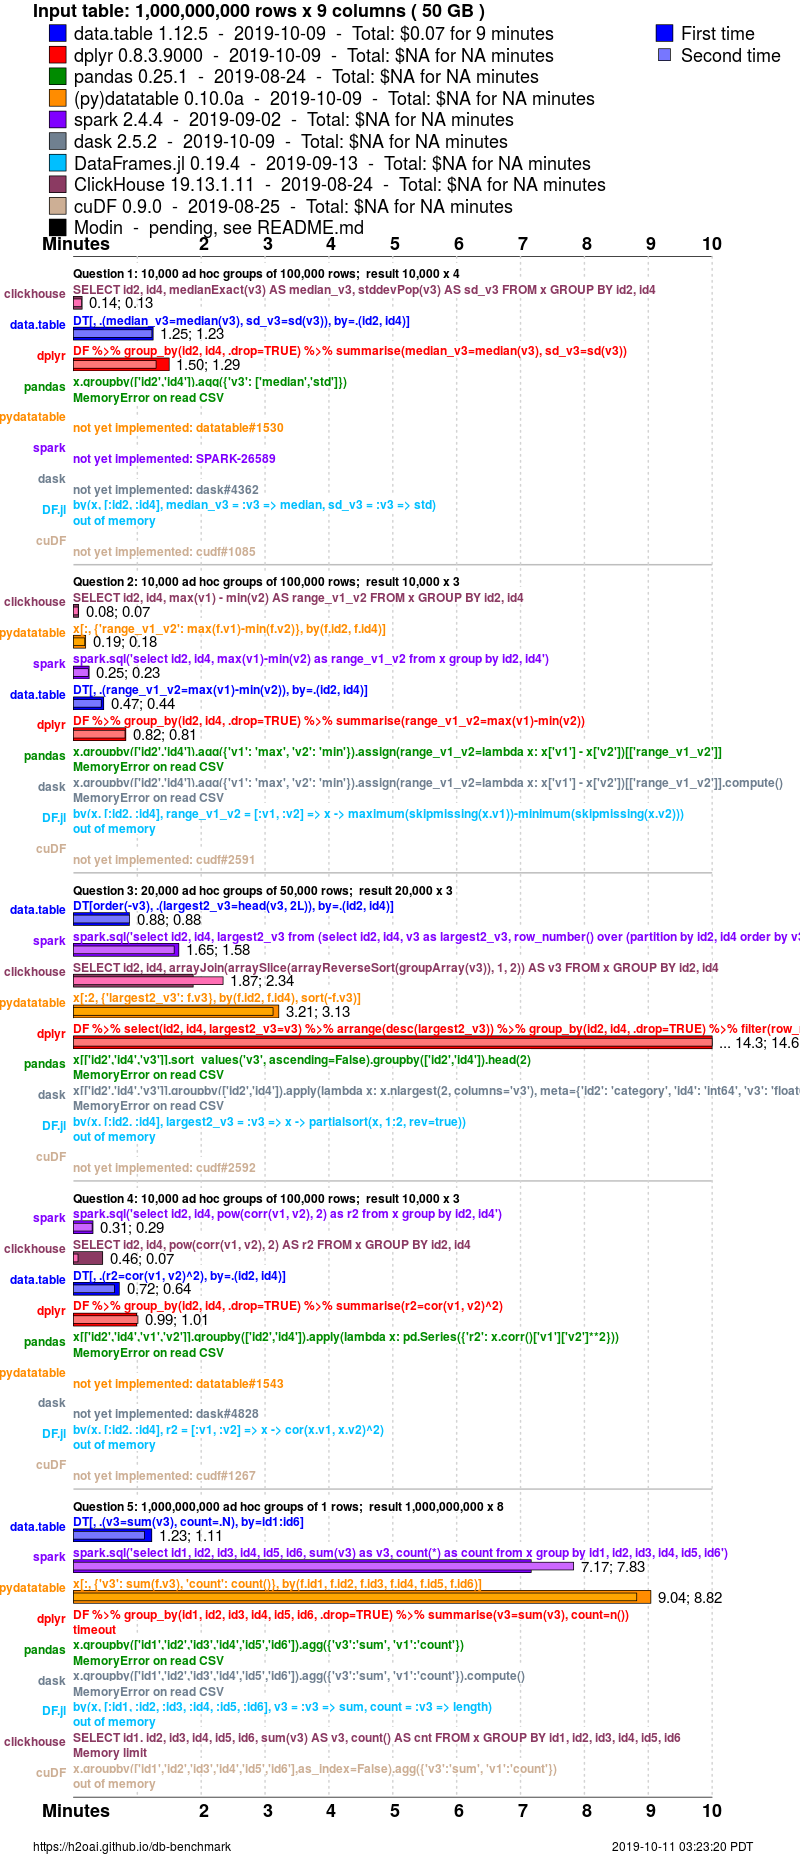 Input table: 1,000,000,000 rows x 9 columns ( 50 GB )
data.table 1.12.5 - 2019-10-09 - Total: $0.07 for 9 minutes
First time
dplyr 0.8.3.9000 - 2019-10-09 - Total: $NA for NA minutes
Second time
pandas 0.25.1 - 2019-08-24 - Total: $NA for NA minutes
(py)datatable 0.10.0a - 2019-10-09 - Total: $NA for NA minutes
spark 2.4.4 - 2019-09-02 - Total: $NA for NA minutes
dask 2.5.2 - 2019-10-09 - Total: $NA for NA minutes
DataFrames.jl 0.19.4 - 2019-09-13 - Total: $NA for NA minutes
ClickHouse 19.13.1.11 - 2019-08-24 - Total: $NA for NA minutes
cuDF 0.9.0 - 2019-08-25 - Total: $NA for NA minutes
Modin - pending, see README.md
Minutes 2 3 4 5 6 7 8 9 10
Question 1: 10,000 ad hoc groups of 100,000 rows; result 10,000 x 4
clickhouse SELECT id2, id4, medianExact(v3) AS median_v3, stddevPop(v3) AS sd_v3 FROM x GROUP BY id2, id4
0.14; 0.13
data.table DT[, .(median_v3=median(v3), sd_v3=sd(v3)), by=.(id2, id4)]
1.25; 1.23
dplyr DF %>% group_by(id2, id4, .drop=TRUE) %>% summarise(median_v3=median(v3), sd_v3=sd(v3))
1.50; 1.29
pandas x.groupby(['id2','id4']).agg({'v3': ['median','std']})
MemoryError on read CSV
pydatatable
not yet implemented: datatable#1530
spark
not yet implemented: SPARK-26589
dask
not yet implemented: dask#4362
DF.jl by(x, [:id2, :id4], median_v3 = :v3 => median, sd_v3 = :v3 => std)
out of memory
cuDF
not yet implemented: cudf#1085
Question 2: 10,000 ad hoc groups of 100,000 rows; result 10,000 x 3
clickhouse SELECT id2, id4, max(v1) - min(v2) AS range_v1_v2 FROM x GROUP BY id2, id4
0.08; 0.07
pydatatable x[:, {'range_v1_v2': max(f.v1)-min(f.v2)}, by(f.id2, f.id4)]
0.19; 0.18
spark spark.sql('select id2, id4, max(v1)-min(v2) as range_v1_v2 from x group by id2, id4')
0.25; 0.23
data.table DT[, .(range_v1_v2=max(v1)-min(v2)), by=.(id2, id4)]
0.47; 0.44
dplyr DF %>% group_by(id2, id4, .drop=TRUE) %>% summarise(range_v1_v2=max(v1)-min(v2))
0.82; 0.81
pandas x.groupby(['id2','id4']).agg({'v1': 'max', 'v2': 'min'}).assign(range_v1_v2=lambda x: x['v1'] - x['v2'])[['range_v1_v2']]
MemoryError on read CSV
dask x.groupby(['id2','id4']).agg({'v1': 'max', 'v2': 'min'}).assign(range_v1_v2=lambda x: x['v1'] - x['v2'])[['range_v1_v2']].compute()
MemoryError on read CSV
DF.jl by(x, [:id2, :id4], range_v1_v2 = [:v1, :v2] => x -> maximum(skipmissing(x.v1))-minimum(skipmissing(x.v2)))
out of memory
cuDF
not yet implemented: cudf#2591
Question 3: 20,000 ad hoc groups of 50,000 rows; result 20,000 x 3
data.table DT[order(-v3), .(largest2_v3=head(v3, 2L)), by=.(id2, id4)]
0.88; 0.88
spark spark.sql('select id2, id4, largest2_v3 from (select id2, id4, v3 as largest2_v3, row_number() over (partition by id2, id4 order by v3
1.65; 1.58
clickhouse SELECT id2, id4, arrayJoin(arraySlice(arrayReverseSort(groupArray(v3)), 1, 2)) AS v3 FROM x GROUP BY id2, id4
1.87; 2.34
pydatatable x[:2, {'largest2_v3': f.v3}, by(f.id2, f.id4), sort(-f.v3)]
3.21; 3.13
dplyr DF %>% select(id2, id4, largest2_v3=v3) %>% arrange(desc(largest2_v3)) %>% group_by(id2, id4, .drop=TRUE) %>% filter(row_
... 14.3; 14.6
pandas x[['id2','id4','v3']].sort_values('v3', ascending=False).groupby(['id2','id4']).head(2)
MemoryError on read CSV
dask x[['id2','id4','v3']].groupby(['id2','id4']).apply(lambda x: x.nlargest(2, columns='v3'), meta={'id2': 'category', 'id4': 'int64', 'v3': 'float
MemoryError on read CSV
DF.jl by(x, [:id2, :id4], largest2_v3 = :v3 => x -> partialsort(x, 1:2, rev=true))
out of memory
cuDF
not yet implemented: cudf#2592
Question 4: 10,000 ad hoc groups of 100,000 rows; result 10,000 x 3
spark spark.sql('select id2, id4, pow(corr(v1, v2), 2) as r2 from x group by id2, id4')
0.31; 0.29
clickhouse SELECT id2, id4, pow(corr(v1, v2), 2) AS r2 FROM x GROUP BY id2, id4
0.46; 0.07
data.table DT[, .(r2=cor(v1, v2)^2), by=.(id2, id4)]
0.72; 0.64
dplyr DF %>% group_by(id2, id4, .drop=TRUE) %>% summarise(r2=cor(v1, v2)^2)
0.99; 1.01
pandas x[['id2','id4','v1','v2']].groupby(['id2','id4']).apply(lambda x: pd.Series({'r2': x.corr()['v1']['v2']**2}))
MemoryError on read CSV
pydatatable
not yet implemented: datatable#1543
dask
not yet implemented: dask#4828
DF.jl by(x, [:id2, :id4], r2 = [:v1, :v2] => x -> cor(x.v1, x.v2)^2)
out of memory
cuDF
not yet implemented: cudf#1267
Question 5: 1,000,000,000 ad hoc groups of 1 rows; result 1,000,000,000 x 8
data.table DT[, .(v3=sum(v3), count=.N), by=id1:id6]
1.23; 1.11
spark spark.sql('select id1, id2, id3, id4, id5, id6, sum(v3) as v3, count(*) as count from x group by id1, id2, id3, id4, id5, id6')
7.17; 7.83
pydatatable x[:, {'v3': sum(f.v3), 'count': count()}, by(f.id1, f.id2, f.id3, f.id4, f.id5, f.id6)]
9.04; 8.82
dplyr DF %>% group_by(id1, id2, id3, id4, id5, id6, .drop=TRUE) %>% summarise(v3=sum(v3), count=n())
timeout
pandas x.groupby(['id1','id2','id3','id4','id5','id6']).agg({'v3':'sum', 'v1':'count'})
MemoryError on read CSV
dask x.groupby(['id1','id2','id3','id4','id5','id6']).agg({'v3':'sum', 'v1':'count'}).compute()
MemoryError on read CSV
DF.jl by(x, [:id1, :id2, :id3, :id4, :id5, :id6], v3 = :v3 => sum, count = :v3 => length)
out of memory
clickhouse SELECT id1, id2, id3, id4, id5, id6, sum(v3) AS v3, count() AS cnt FROM x GROUP BY id1, id2, id3, id4, id5, id6
Memory limit
cuDF x.groupby(['id1','id2','id3','id4','id5','id6'],as_index=False).agg({'v3':'sum', 'v1':'count'})
out of memory
Minutes 2 3 4 5 6 7 8 9 10
https://h2oai.github.io/db-benchmark
2019-10-11 03:23:20 PDT